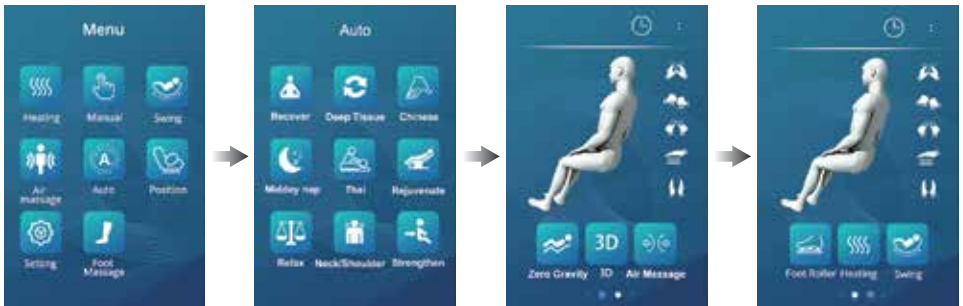 Menu
Heating
Manual
Swing
Air
massage
A
Auto
Position
Setting
Foot
Massage
Auto
Recover
Deep Tissue
Chinese
Midday nap
Thai
Rejuvenate
Relax
Neck/Shoulder
Strengthen
3D
Zero Gravity
3D
Air Massage
Foot Roller
Heating
Swing